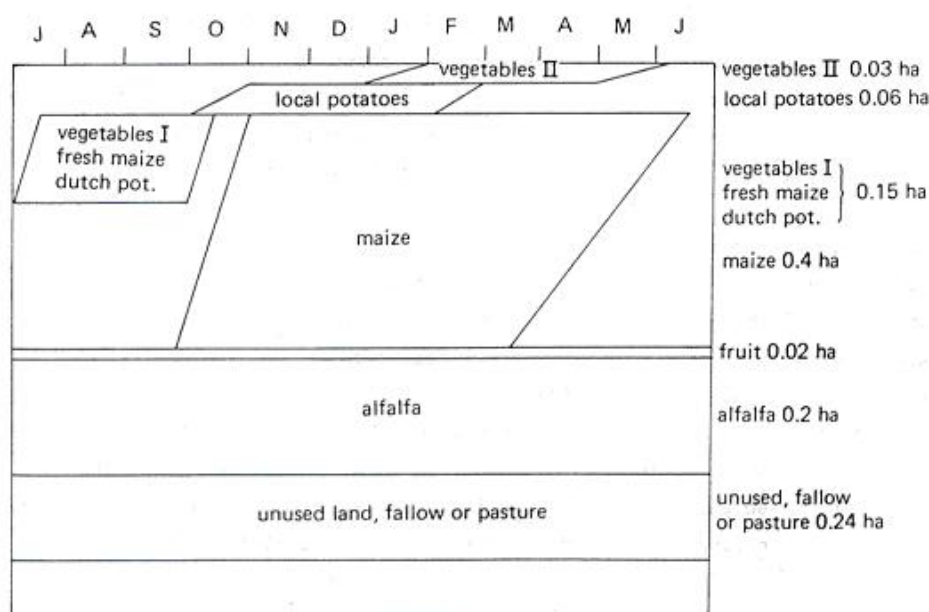 J A S O N D J F M A M J
vegetables II
vegetables II 0.03 ha
local potatoes
local potatoes 0.06 ha
vegetables I
fresh maize
dutch pot.
vegetables I
fresh maize
dutch pot.
0.15 ha
maize
maize 0.4 ha
fruit 0.02 ha
alfalfa
alfalfa 0.2 ha
unused land, fallow or pasture
unused, fallow
or pasture 0.24 ha